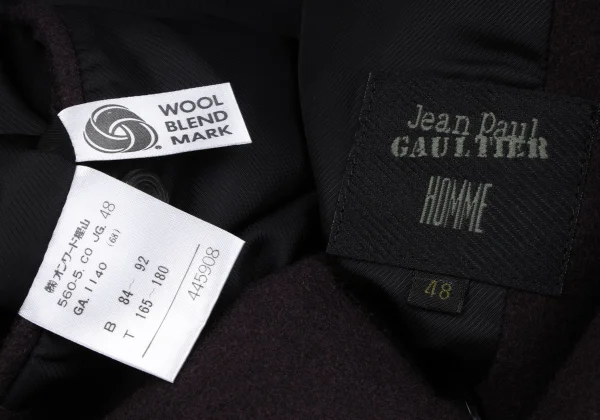 WOOL
BLEND
MARK
㈱オンワード樫山
560-5.CO JG. 48
GA.1140 (68)
B 84-92
T 165-180
445908
Jean Paul
GAULTIER
HOMME
48